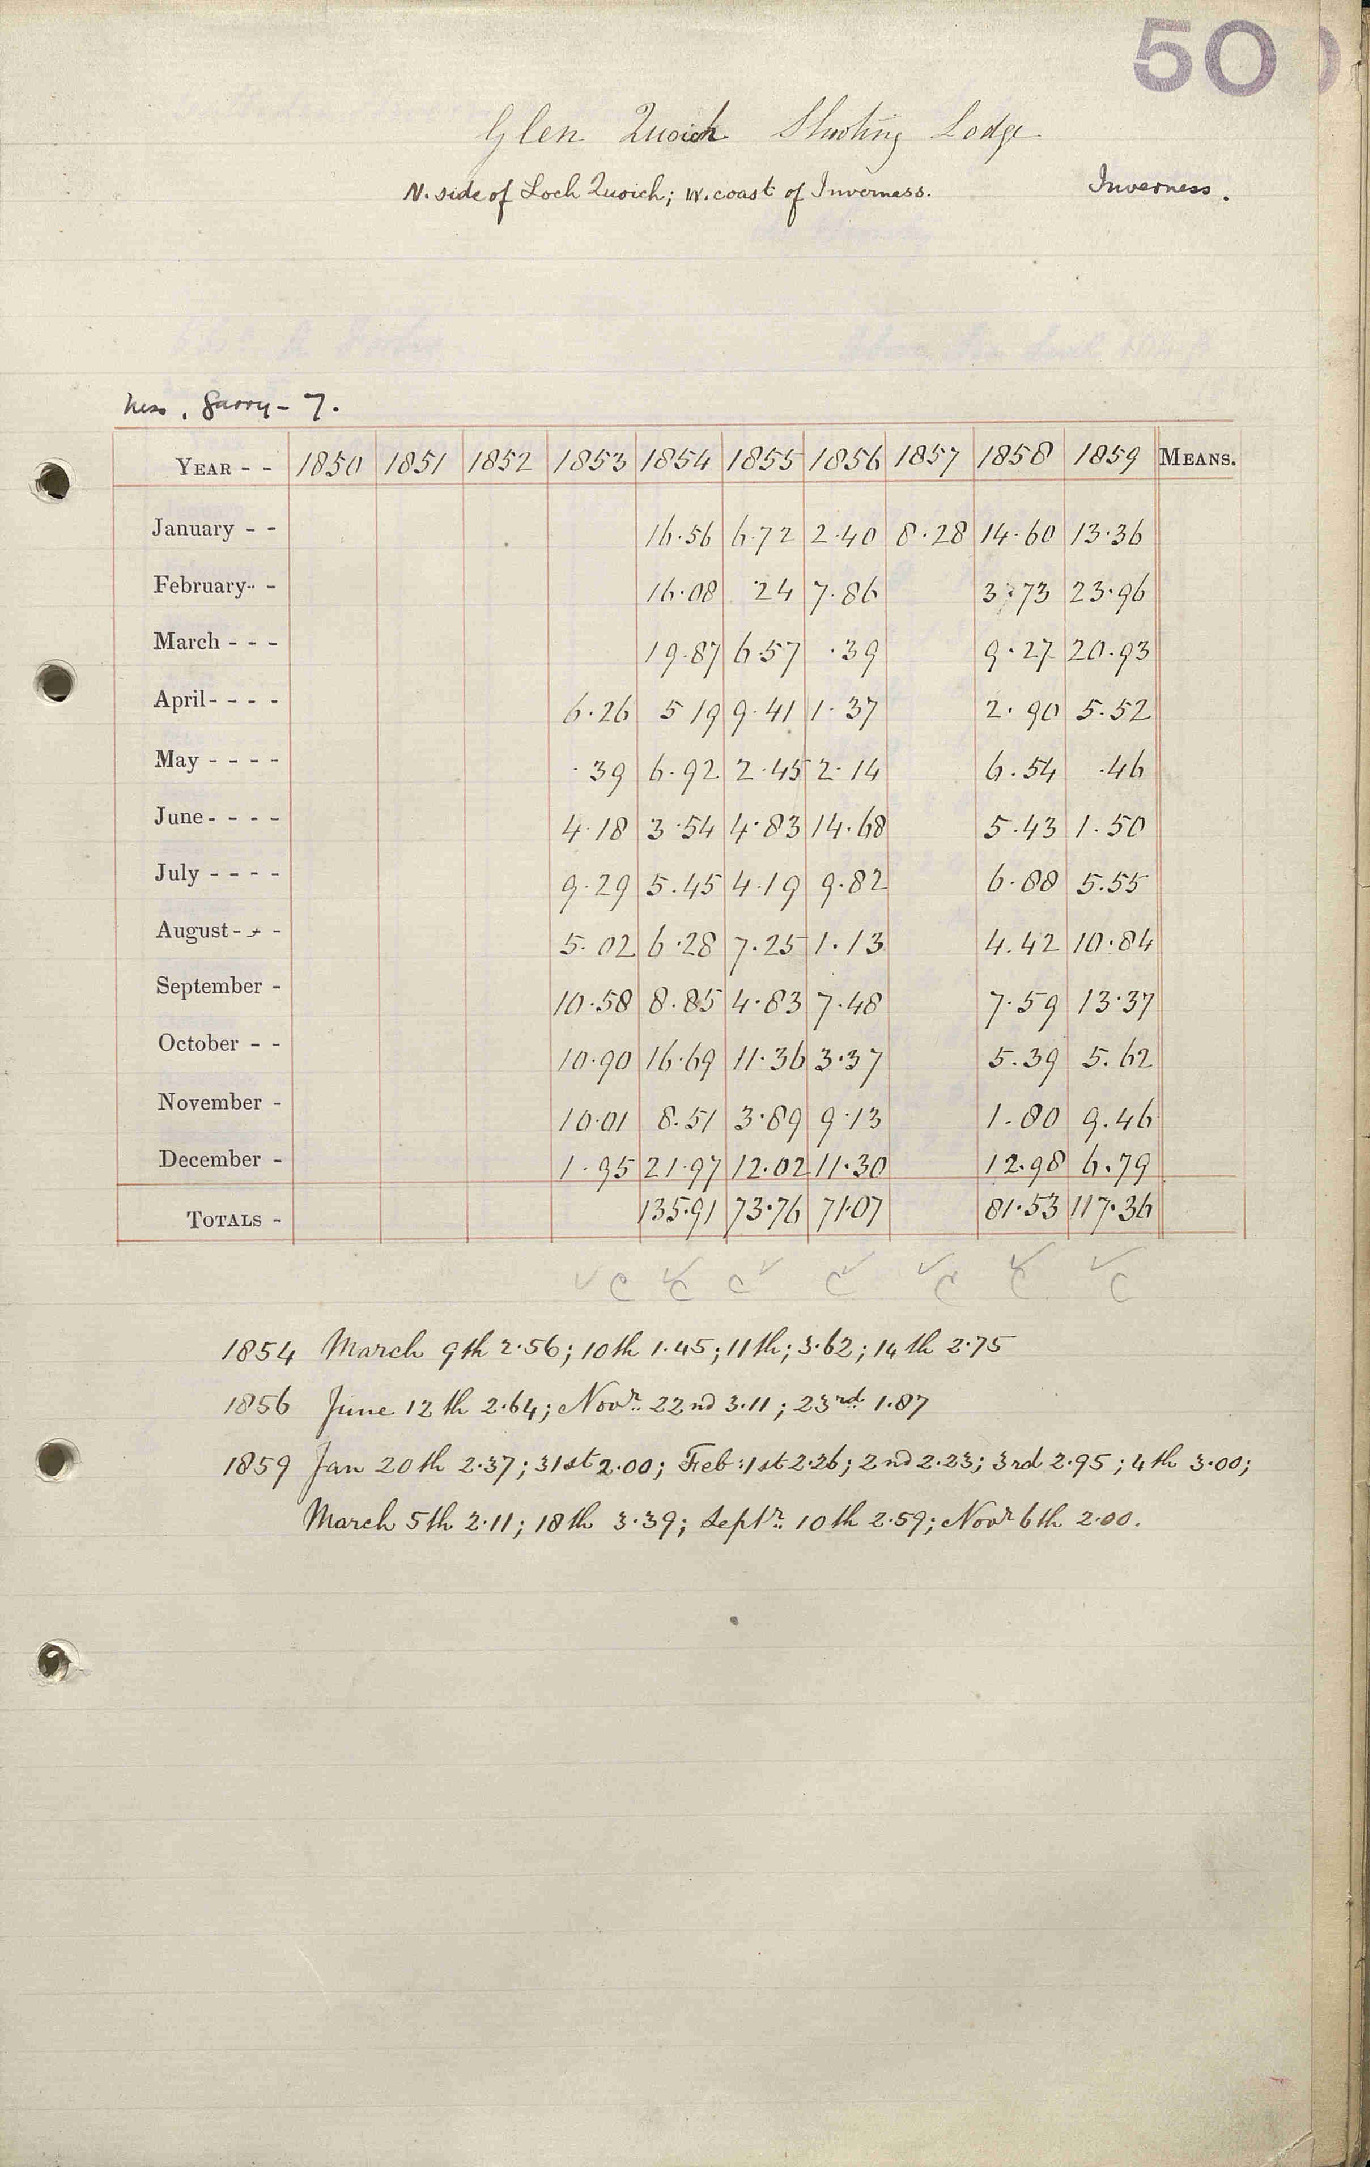 50
Glen Quoich Shooting Lodge
N. side of Loch Quoich; W. coast of Inverness. Inverness.
Ness, Garry - 7.
YEAR - - 1850 1851 1852 1853 1854 1855 1856 1857 1858 1859 MEANS.
January - - 16.56 6.72 2.40 8.28 14.60 13.36
February - - 16.08 24 7.86 3.73 23.96
March - - - 19.87 6.57 .39 9.27 20.93
April - - - - 6.26 5 19 9.41 1.37 2.90 5.52
May - - - - .39 6.92 2.45 2.14 6.54 .46
June - - - - 4.18 3.54 4.83 14.68 5.43 1.50
July - - - - 9.29 5.45 4.19 9.82 6.88 5.55
August - - - 5.02 6.28 7.25 1.13 4.42 10.84
September - 10.58 8.85 4.83 7.48 7.59 13.37
October - - 10.90 16.69 11.36 3.37 5.39 5.62
November - 10.01 8.51 3.89 9.13 1.80 9.46
December - 1.95 21.97 12.02 11.30 12.98 6.79
TOTALS - 135.91 73.76 71.07 81.53 117.36
✓ C ✓ C C ✓ C ✓ ✓ C ✓ C ✓ C
1854 March 9th 2.56; 10th 1.45; 11th; 3.62; 14th 2.75
1856 June 12th 2.64; Novr. 22nd 3.11; 23rd. 1.87
1859 Jan 20th 2.37; 31st 2.00; Feb: 1st 2.26; 2nd 2.23; 3rd 2.95; 4th 3.00;
March 5th 2.11; 18th 3.39; Septr. 10th 2.59; Novr 6th 2.00.